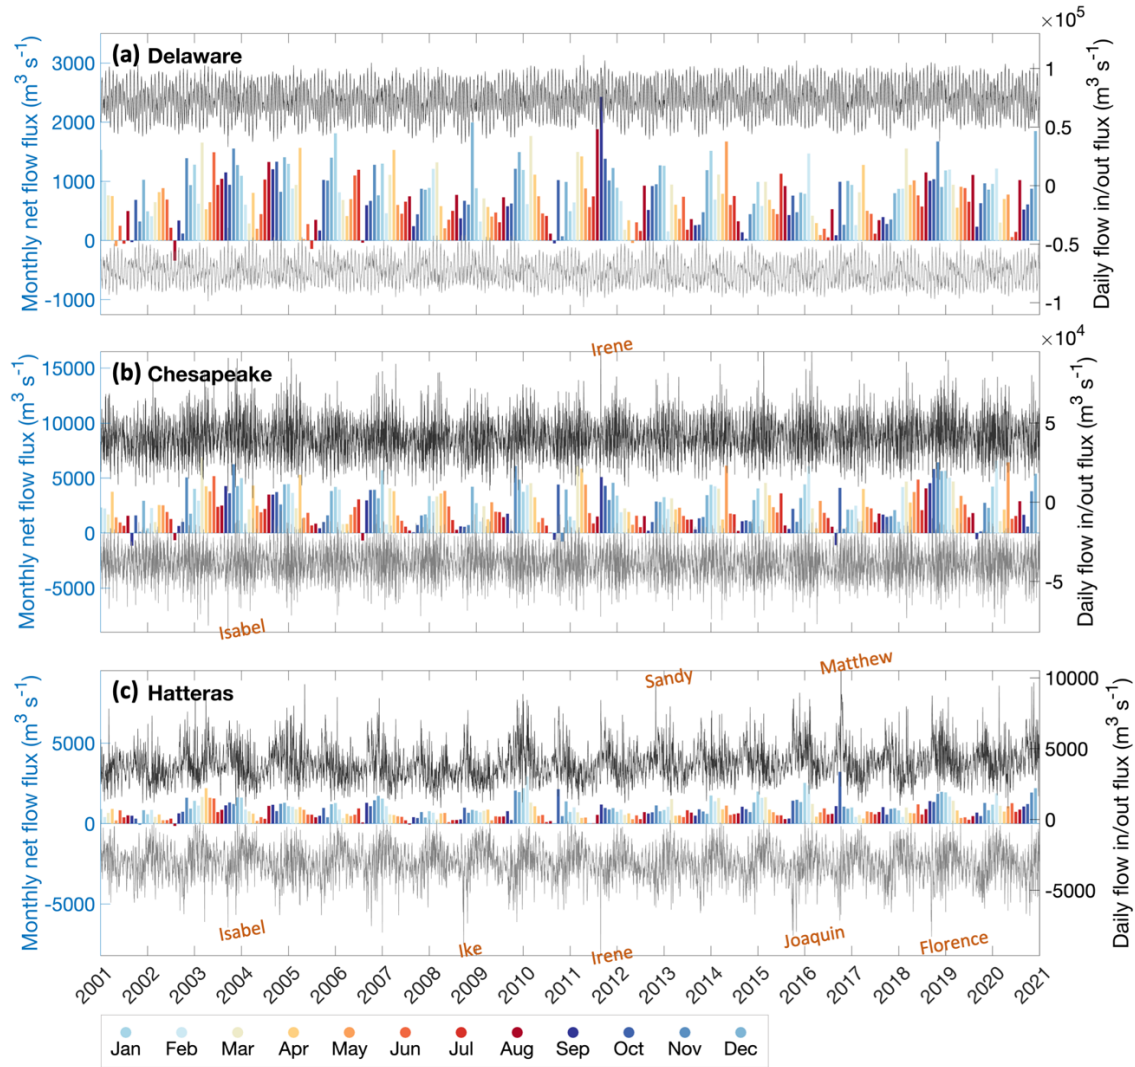 ×10⁵
(a) Delaware
Monthly net flow flux (m³ s⁻¹)
3000
2000
1000
0
-1000
1
0.5
0
-0.5
-1
Daily flow in/out flux (m³ s⁻¹)
Irene
×10⁴
(b) Chesapeake
Monthly net flow flux (m³ s⁻¹)
15000
10000
5000
0
-5000
5
0
-5
Daily flow in/out flux (m³ s⁻¹)
Isabel
Sandy
Matthew
(c) Hatteras
Monthly net flow flux (m³ s⁻¹)
5000
0
-5000
10000
5000
0
-5000
Daily flow in/out flux (m³ s⁻¹)
Isabel
Ike
Irene
Joaquin
Florence
2001 2002 2003 2004 2005 2006 2007 2008 2009 2010 2011 2012 2013 2014 2015 2016 2017 2018 2019 2020 2021
Jan Feb Mar Apr May Jun Jul Aug Sep Oct Nov Dec